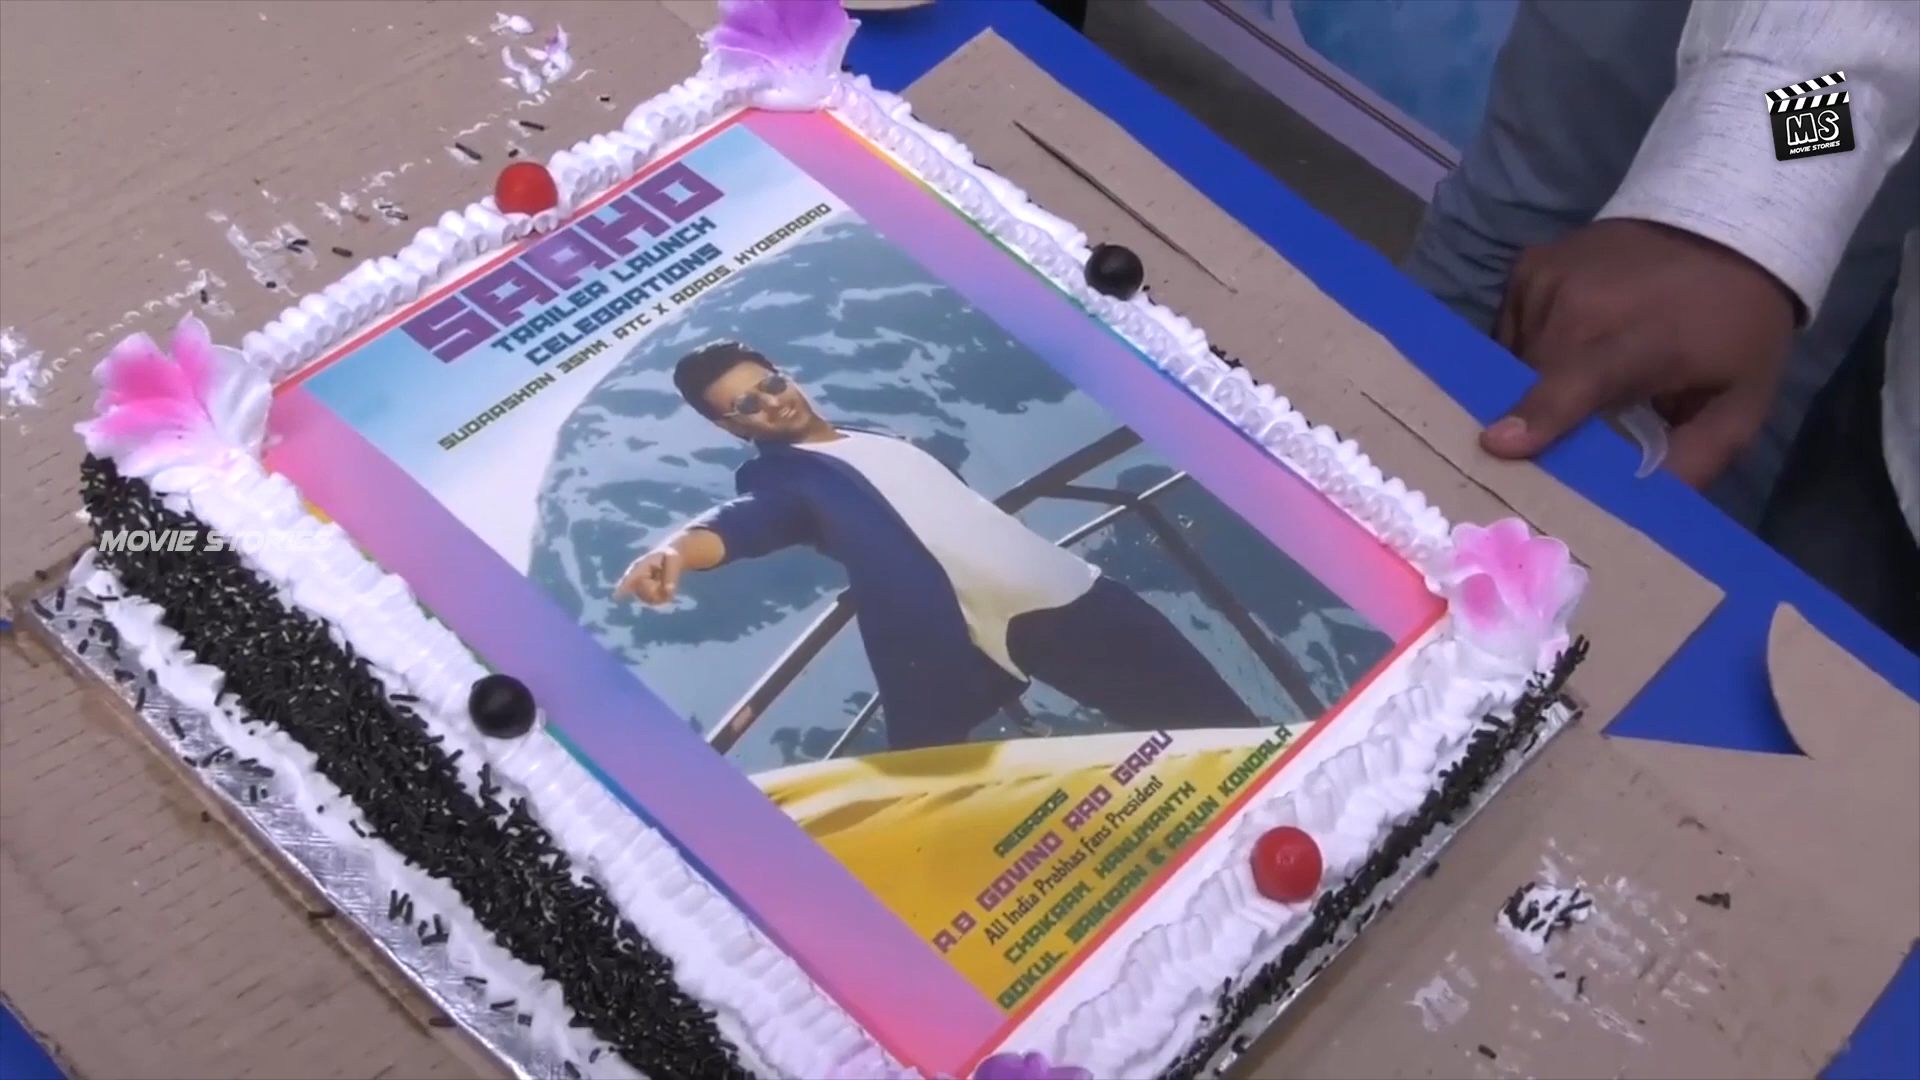 SAAHO
TRAILER LAUNCH
CELEBRATIONS
SUDARSHAN 35MM, RTC X ROADS, HYDERABAD
REGARDS
R.B GOVIND RAO GARU
All India Prabhas fans President
CHAKRAM, HANUMANTH
GOKUL, SAIKIRAN & ARJUN KONDALA
MS
MOVIE STORIES
MOVIE STORIES